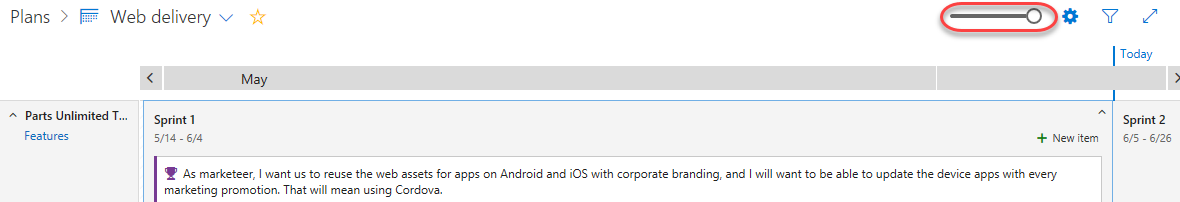 Plans > Web delivery
Today
< May >
Parts Unlimited T...
Features
Sprint 1
5/14 - 6/4
+ New item
As marketeer, I want us to reuse the web assets for apps on Android and iOS with corporate branding, and I will want to be able to update the device apps with every
marketing promotion. That will mean using Cordova.
Sprint 2
6/5 - 6/26